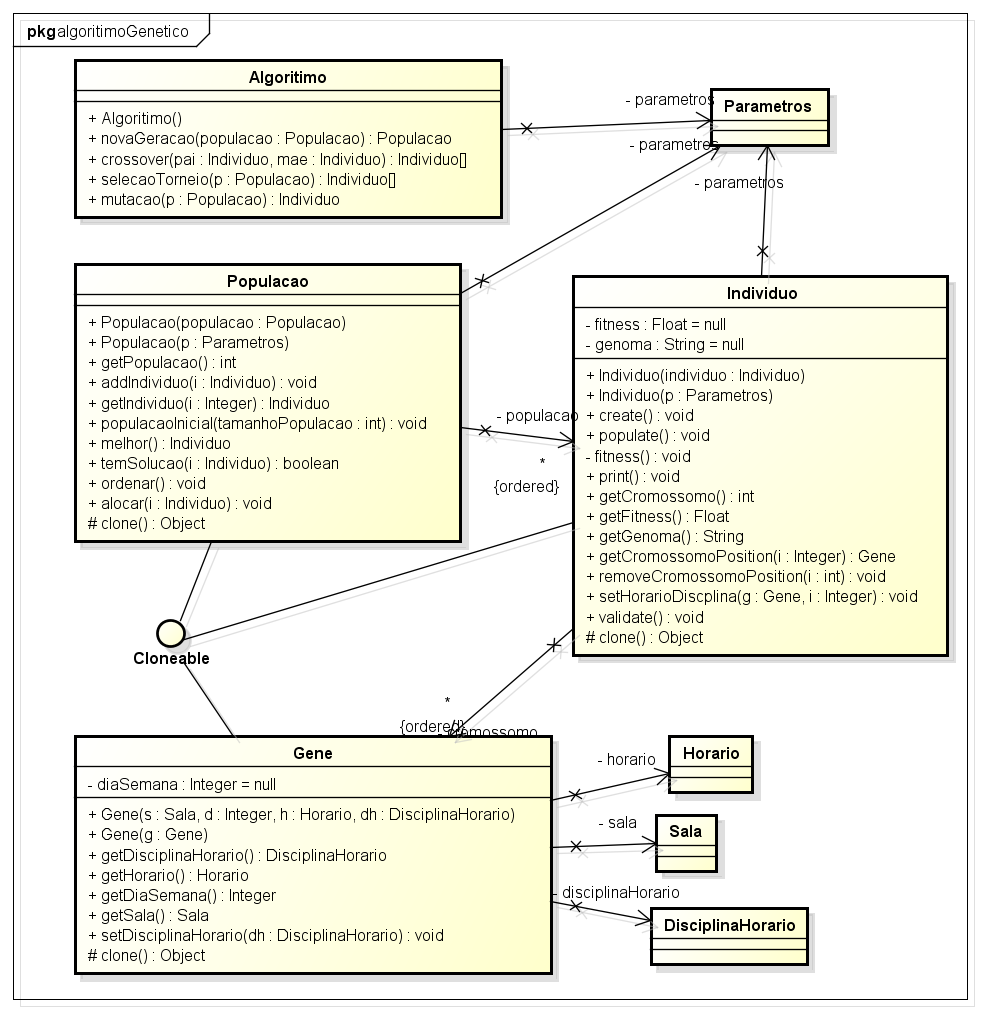 pkg algoritimoGenetico
Algoritimo
+ Algoritimo()
+ novaGeracao(populacao : Populacao) : Populacao
+ crossover(pai : Individuo, mae : Individuo) : Individuo[]
+ selecaoTorneio(p : Populacao) : Individuo[]
+ mutacao(p : Populacao) : Individuo
- parametros
Parametros
- parametros
- parametros
Populacao
+ Populacao(populacao : Populacao)
+ Populacao(p : Parametros)
+ getPopulacao() : int
+ addIndividuo(i : Individuo) : void
+ getIndividuo(i : Integer) : Individuo
+ populacaoInicial(tamanhoPopulacao : int) : void
+ melhor() : Individuo
+ temSolucao(i : Individuo) : boolean
+ ordenar() : void
+ alocar(i : Individuo) : void
# clone() : Object
- populacao
*
{ordered}
Individuo
- fitness : Float = null
- genoma : String = null
+ Individuo(individuo : Individuo)
+ Individuo(p : Parametros)
+ create() : void
+ populate() : void
- fitness() : void
+ print() : void
+ getCromossomo() : int
+ getFitness() : Float
+ getGenoma() : String
+ getCromossomoPosition(i : Integer) : Gene
+ removeCromossomoPosition(i : int) : void
+ setHorarioDiscplina(g : Gene, i : Integer) : void
+ validate() : void
# clone() : Object
Cloneable
*
{ordered}
- cromossomo
Gene
- diaSemana : Integer = null
+ Gene(s : Sala, d : Integer, h : Horario, dh : DisciplinaHorario)
+ Gene(g : Gene)
+ getDisciplinaHorario() : DisciplinaHorario
+ getHorario() : Horario
+ getDiaSemana() : Integer
+ getSala() : Sala
+ setDisciplinaHorario(dh : DisciplinaHorario) : void
# clone() : Object
- horario
Horario
- sala
Sala
- disciplinaHorario
DisciplinaHorario